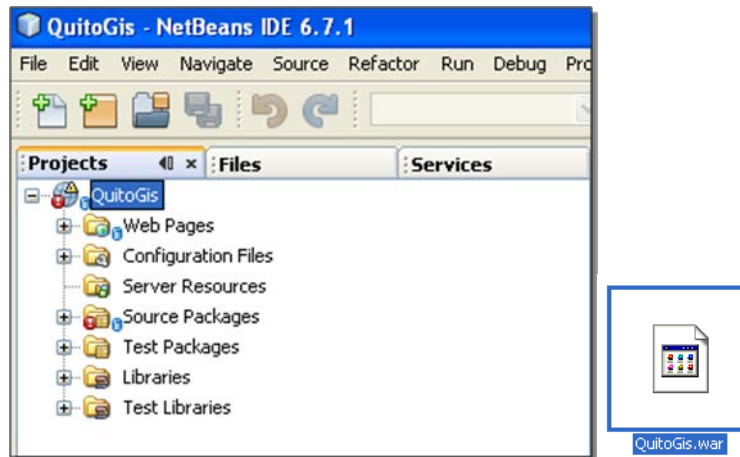 QuitoGis - NetBeans IDE 6.7.1
File Edit View Navigate Source Refactor Run Debug
Projects Files Services
QuitoGis
Web Pages
Configuration Files
Server Resources
Source Packages
Test Packages
Libraries
Test Libraries
QuitoGis.war